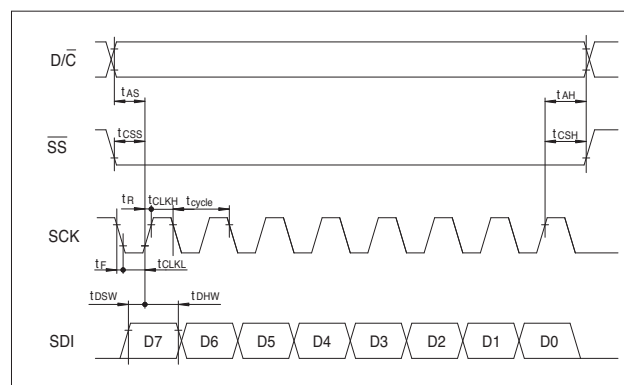 D/C̅
tAS
tAH
S̅S̅
tCSS
tCSH
tR
tCLKH
tcycle
SCK
tF
tCLKL
tDSW
tDHW
SDI
D7 D6 D5 D4 D3 D2 D1 D0